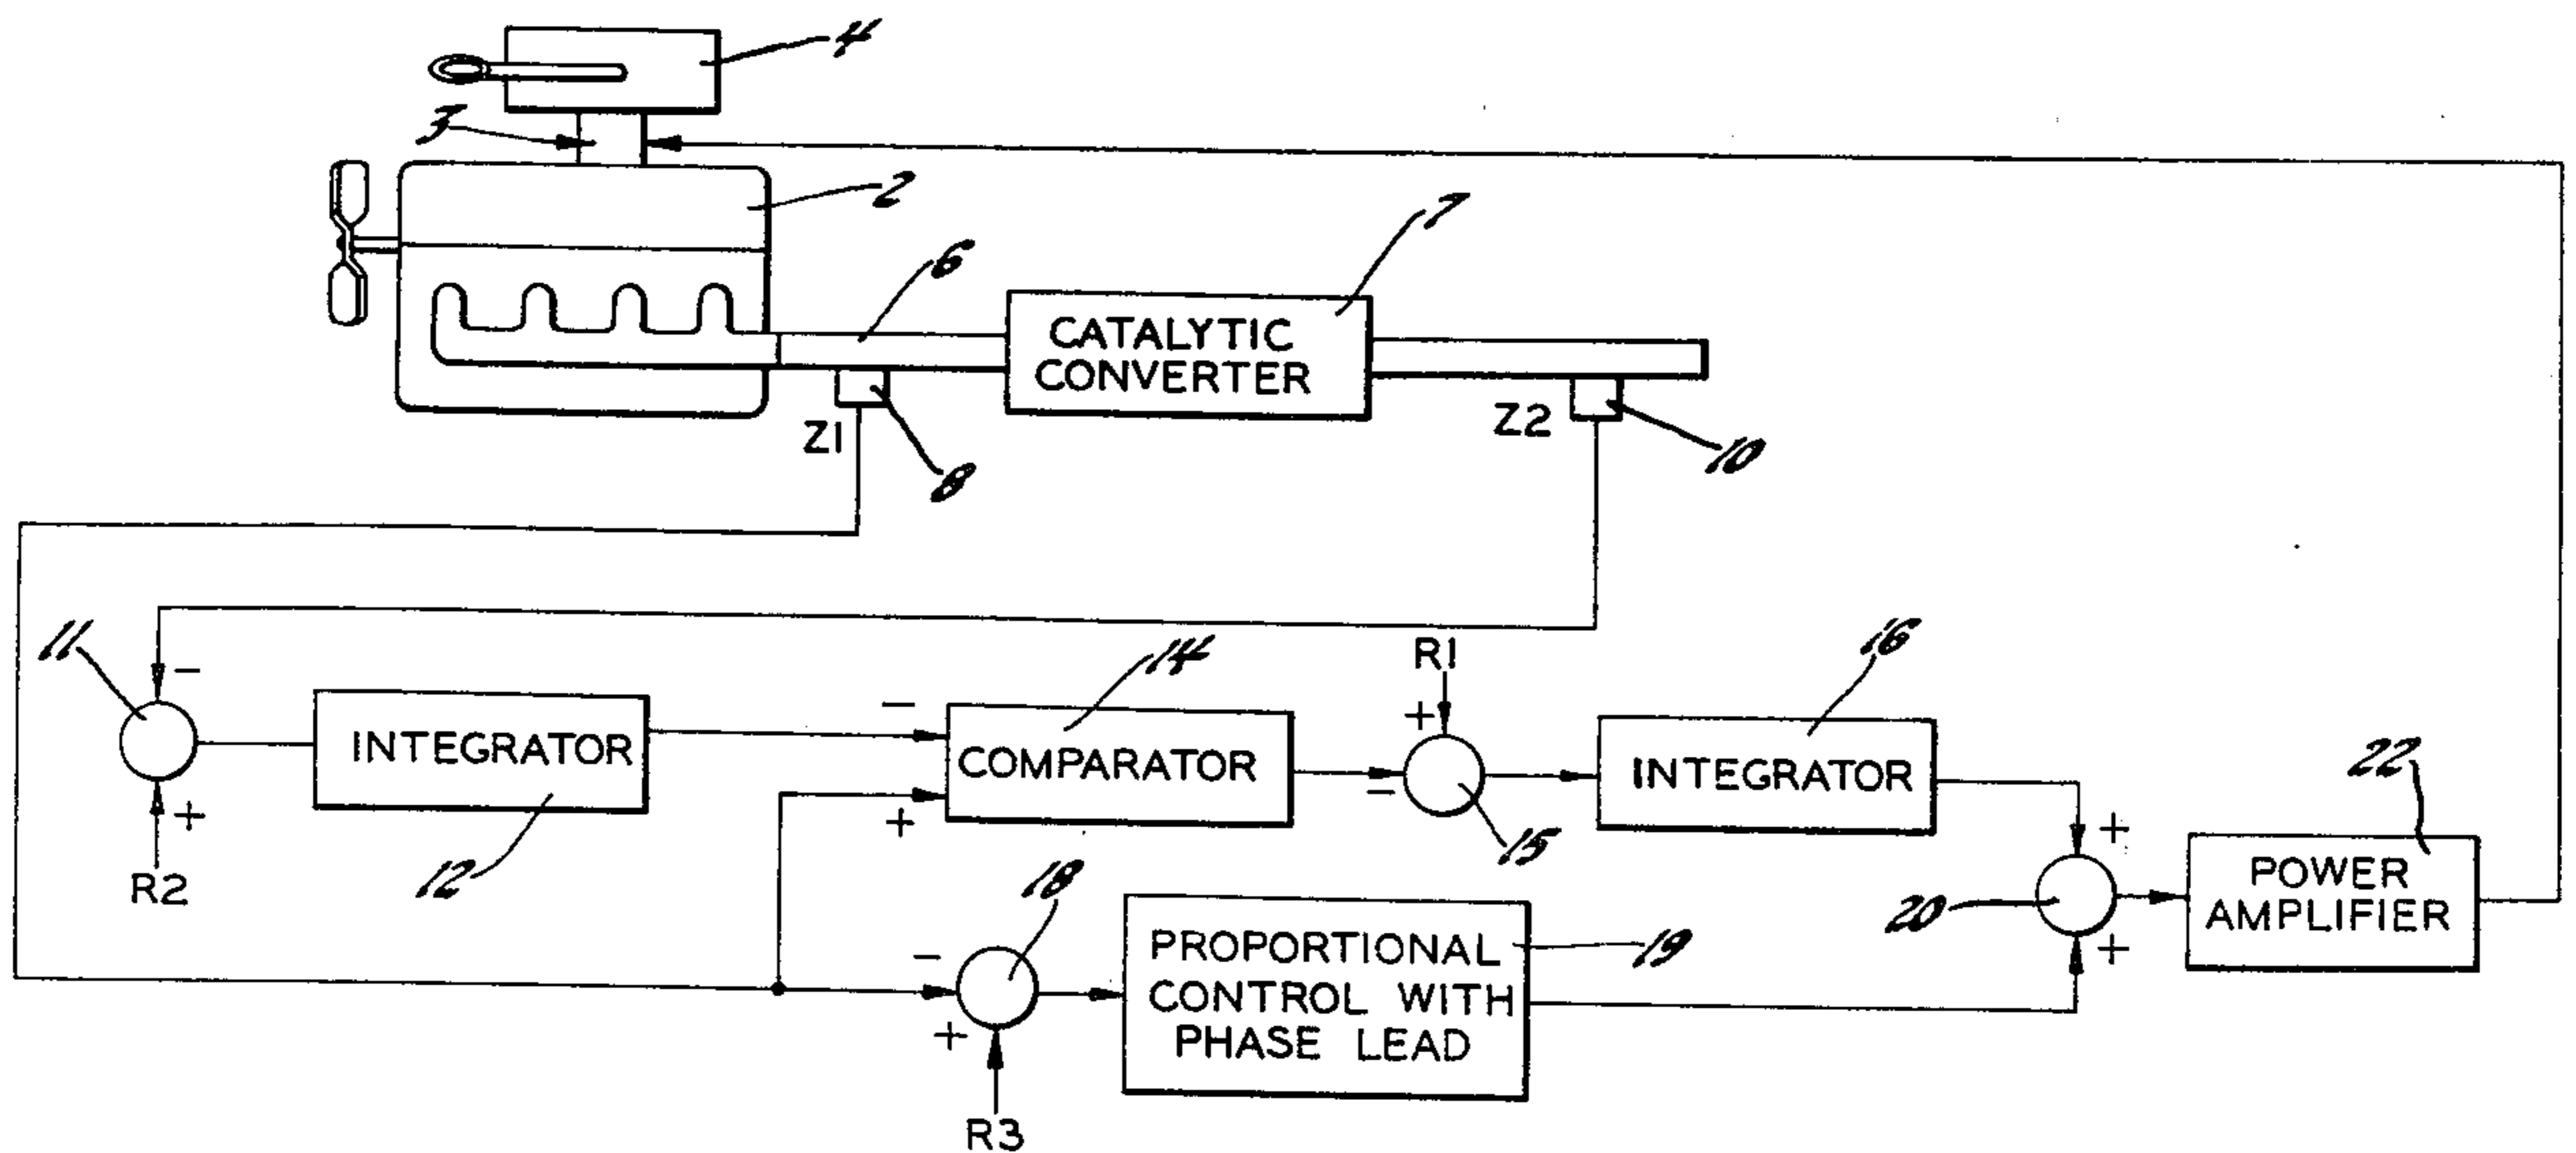 4
3
2
6
7
CATALYTIC
CONVERTER
Z1
8
Z2
10
11
-
+
R2
INTEGRATOR
12
-
+
14
COMPARATOR
R1
+
-
15
16
INTEGRATOR
18
-
+
R3
PROPORTIONAL
CONTROL WITH
PHASE LEAD
19
20
+
+
22
POWER
AMPLIFIER